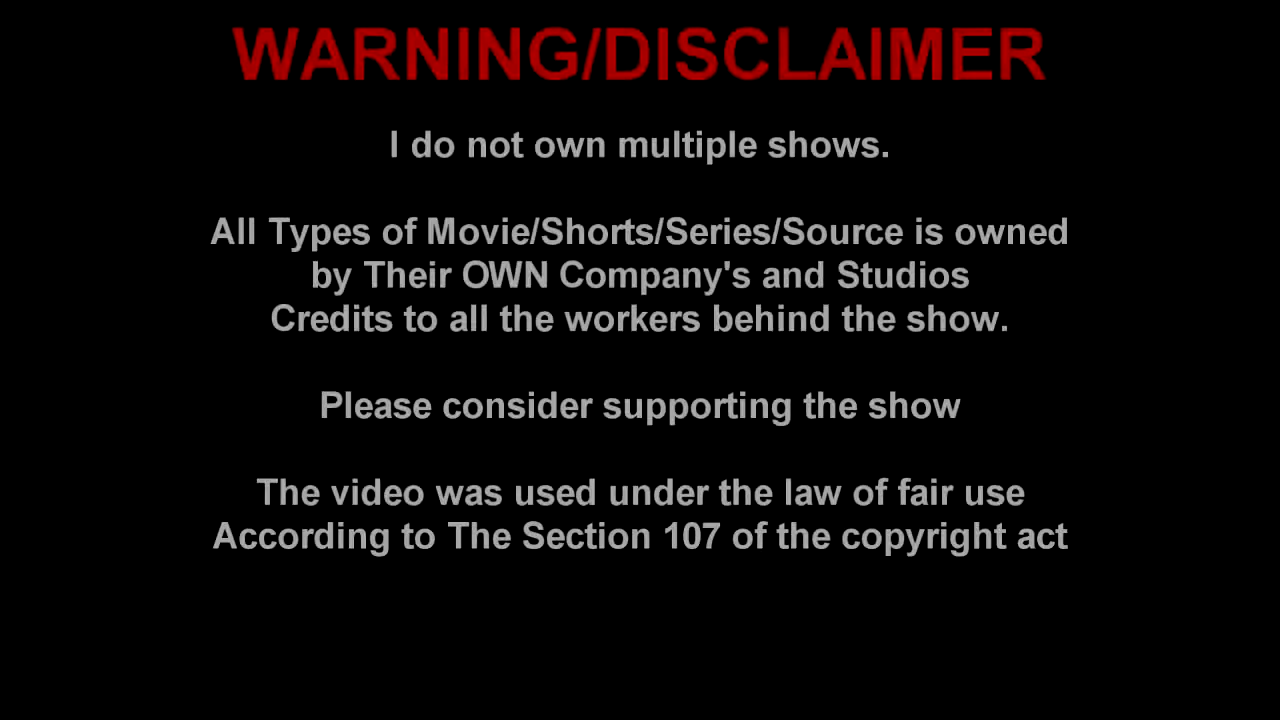 WARNING/DISCLAIMER
I do not own multiple shows.
All Types of Movie/Shorts/Series/Source is owned
by Their OWN Company's and Studios
Credits to all the workers behind the show.
Please consider supporting the show
The video was used under the law of fair use
According to The Section 107 of the copyright act